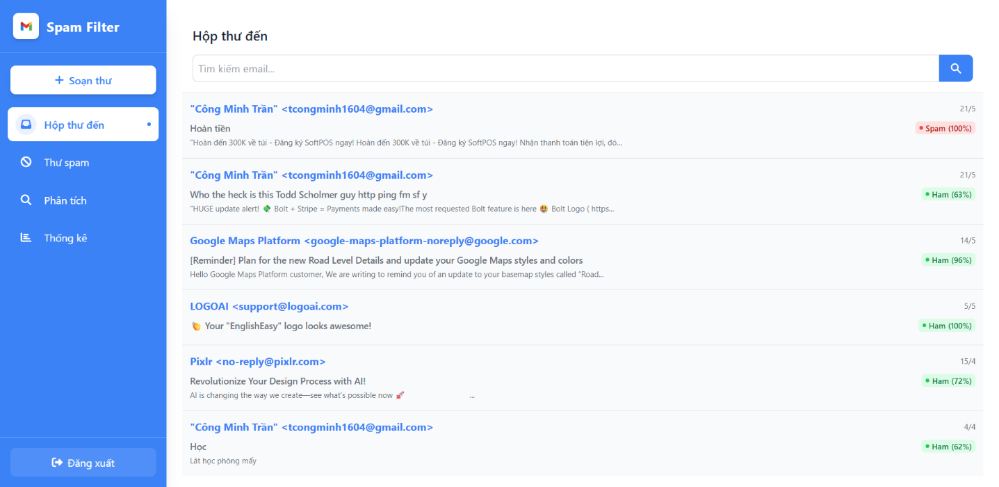 Spam Filter
+ Soạn thư
Hộp thư đến
Thư spam
Phân tích
Thống kê
Đăng xuất
Hộp thư đến
Tìm kiếm email...
"Công Minh Trần" <tcongminh1604@gmail.com>
21/5
Hoàn tiền
Spam (100%)
"Hoàn đến 300K về túi - Đăng ký SoftPOS ngay! Hoàn đến 300K về túi - Đăng ký SoftPOS ngay! Nhận thanh toán tiện lợi, đó...
"Công Minh Trần" <tcongminh1604@gmail.com>
21/5
Who the heck is this Todd Scholmer guy http ping fm sf y
Ham (63%)
"HUGE update alert! 💸 Bolt + Stripe = Payments made easy!The most requested Bolt feature is here 🤑 Bolt Logo ( https...
Google Maps Platform <google-maps-platform-noreply@google.com>
14/5
[Reminder] Plan for the new Road Level Details and update your Google Maps styles and colors
Ham (96%)
Hello Google Maps Platform customer, We are writing to remind you of an update to your basemap styles called "Road...
LOGOAI <support@logoai.com>
5/5
👏 Your "EnglishEasy" logo looks awesome!
Ham (100%)
Pixlr <no-reply@pixlr.com>
15/4
Revolutionize Your Design Process with AI!
Ham (72%)
AI is changing the way we create—see what's possible now 🚀 ...
"Công Minh Trần" <tcongminh1604@gmail.com>
4/4
Học
Ham (62%)
Lát học phòng mấy